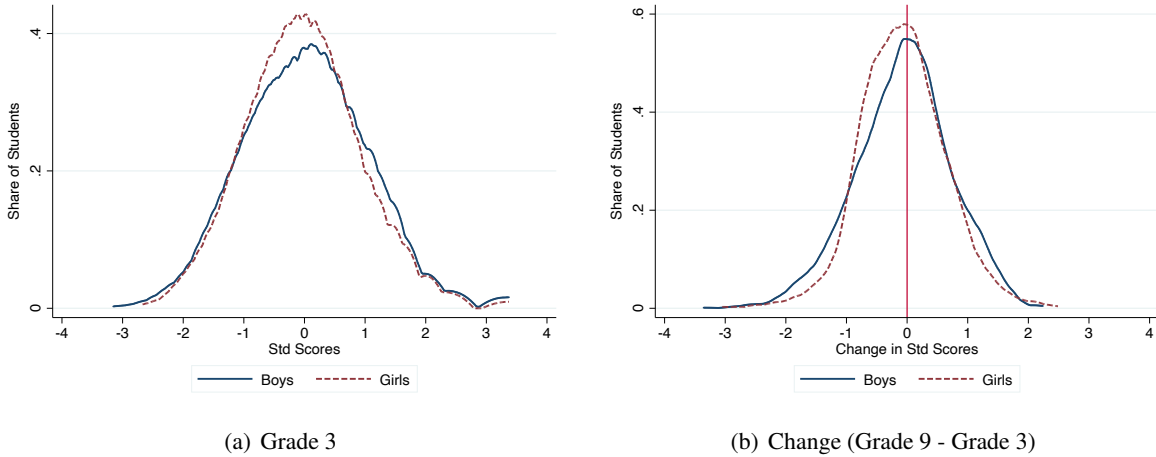 Share of Students
.4
.2
0
-4 -3 -2 -1 0 1 2 3 4
Std Scores
Boys Girls
(a) Grade 3
Share of Students
.6
.4
.2
0
-4 -3 -2 -1 0 1 2 3 4
Change in Std Scores
Boys Girls
(b) Change (Grade 9 - Grade 3)